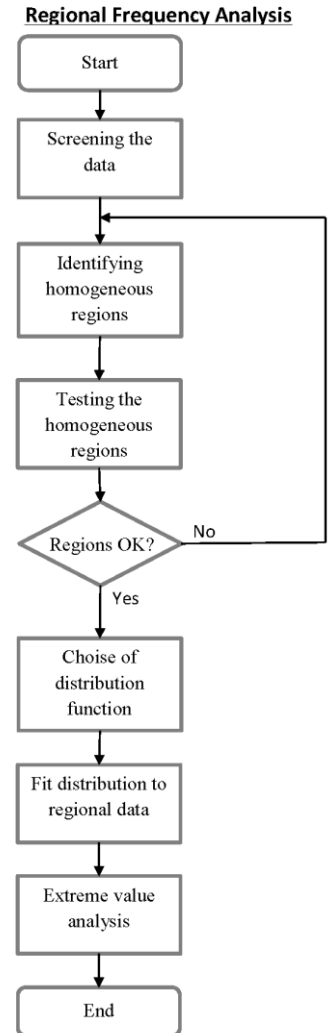 Regional Frequency Analysis
Start
Screening the
data
Identifying
homogeneous
regions
Testing the
homogeneous
regions
Regions OK?
No
Yes
Choise of
distribution
function
Fit distribution to
regional data
Extreme value
analysis
End